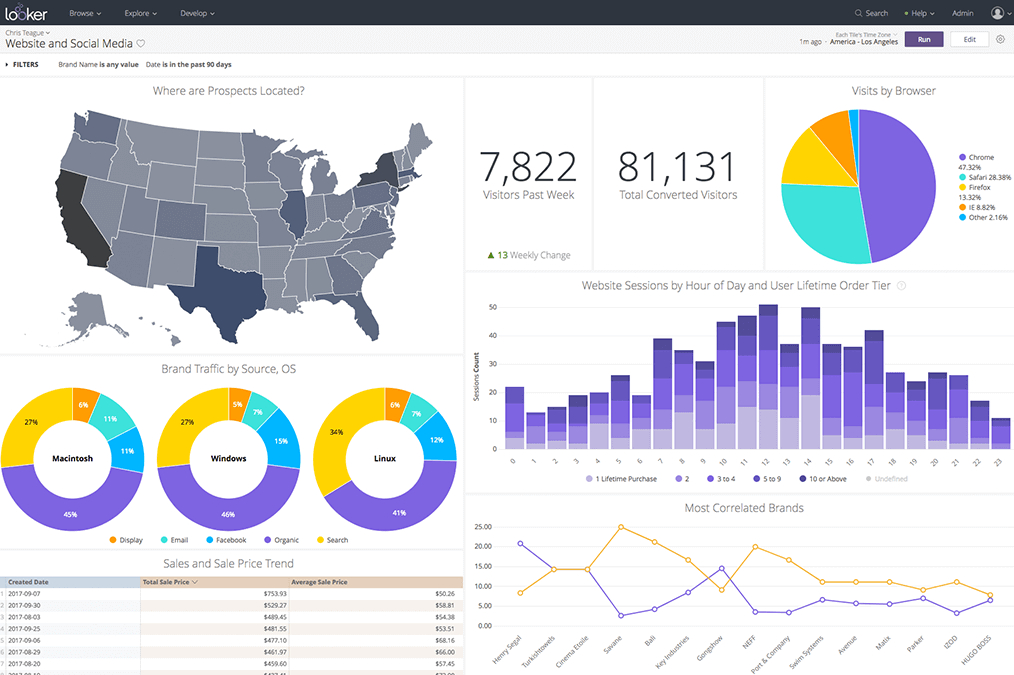 looker
Browse
Explore
Develop
Search
Help
Admin
Chris Teague
Website and Social Media
Each Tile's Time Zone
1m ago · America - Los Angeles
Run
Edit
FILTERS
Brand Name is any value
Date is in the past 90 days
Where are Prospects Located?
7,822
Visitors Past Week
▲ 13 Weekly Change
81,131
Total Converted Visitors
Visits by Browser
Chrome
47.32%
Safari 28.38%
Firefox
13.32%
IE 8.82%
Other 2.16%
Brand Traffic by Source, OS
27%
6%
11%
11%
45%
Macintosh
27%
5%
7%
15%
46%
Windows
34%
6%
7%
12%
41%
Linux
Display
Email
Facebook
Organic
Search
Website Sessions by Hour of Day and User Lifetime Order Tier
Sessions Count
50
40
30
20
10
0
0 1 2 3 4 5 6 7 8 9 10 11 12 13 14 15 16 17 18 19 20 21 22 23
1 Lifetime Purchase
2
3 to 4
5 to 9
10 or Above
Undefined
Sales and Sale Price Trend
Created Date Total Sale Price Average Sale Price
1 2017-09-07 $753.93 $50.26
2 2017-09-30 $529.27 $58.81
3 2017-08-03 $489.45 $54.38
4 2017-09-25 $481.55 $53.51
5 2017-09-06 $477.10 $68.16
6 2017-08-29 $461.97 $66.00
7 2017-08-20 $459.60 $57.45
Most Correlated Brands
25.00
20.00
15.00
10.00
5.00
0.00
Henry Segal
Turkishtowels
Cinema Etoile
Savane
Bali
Key Industries
Gongshow
NEFF
Port & Company
Swim Systems
Avenue
Matix
Parker
IZOD
HUGO BOSS